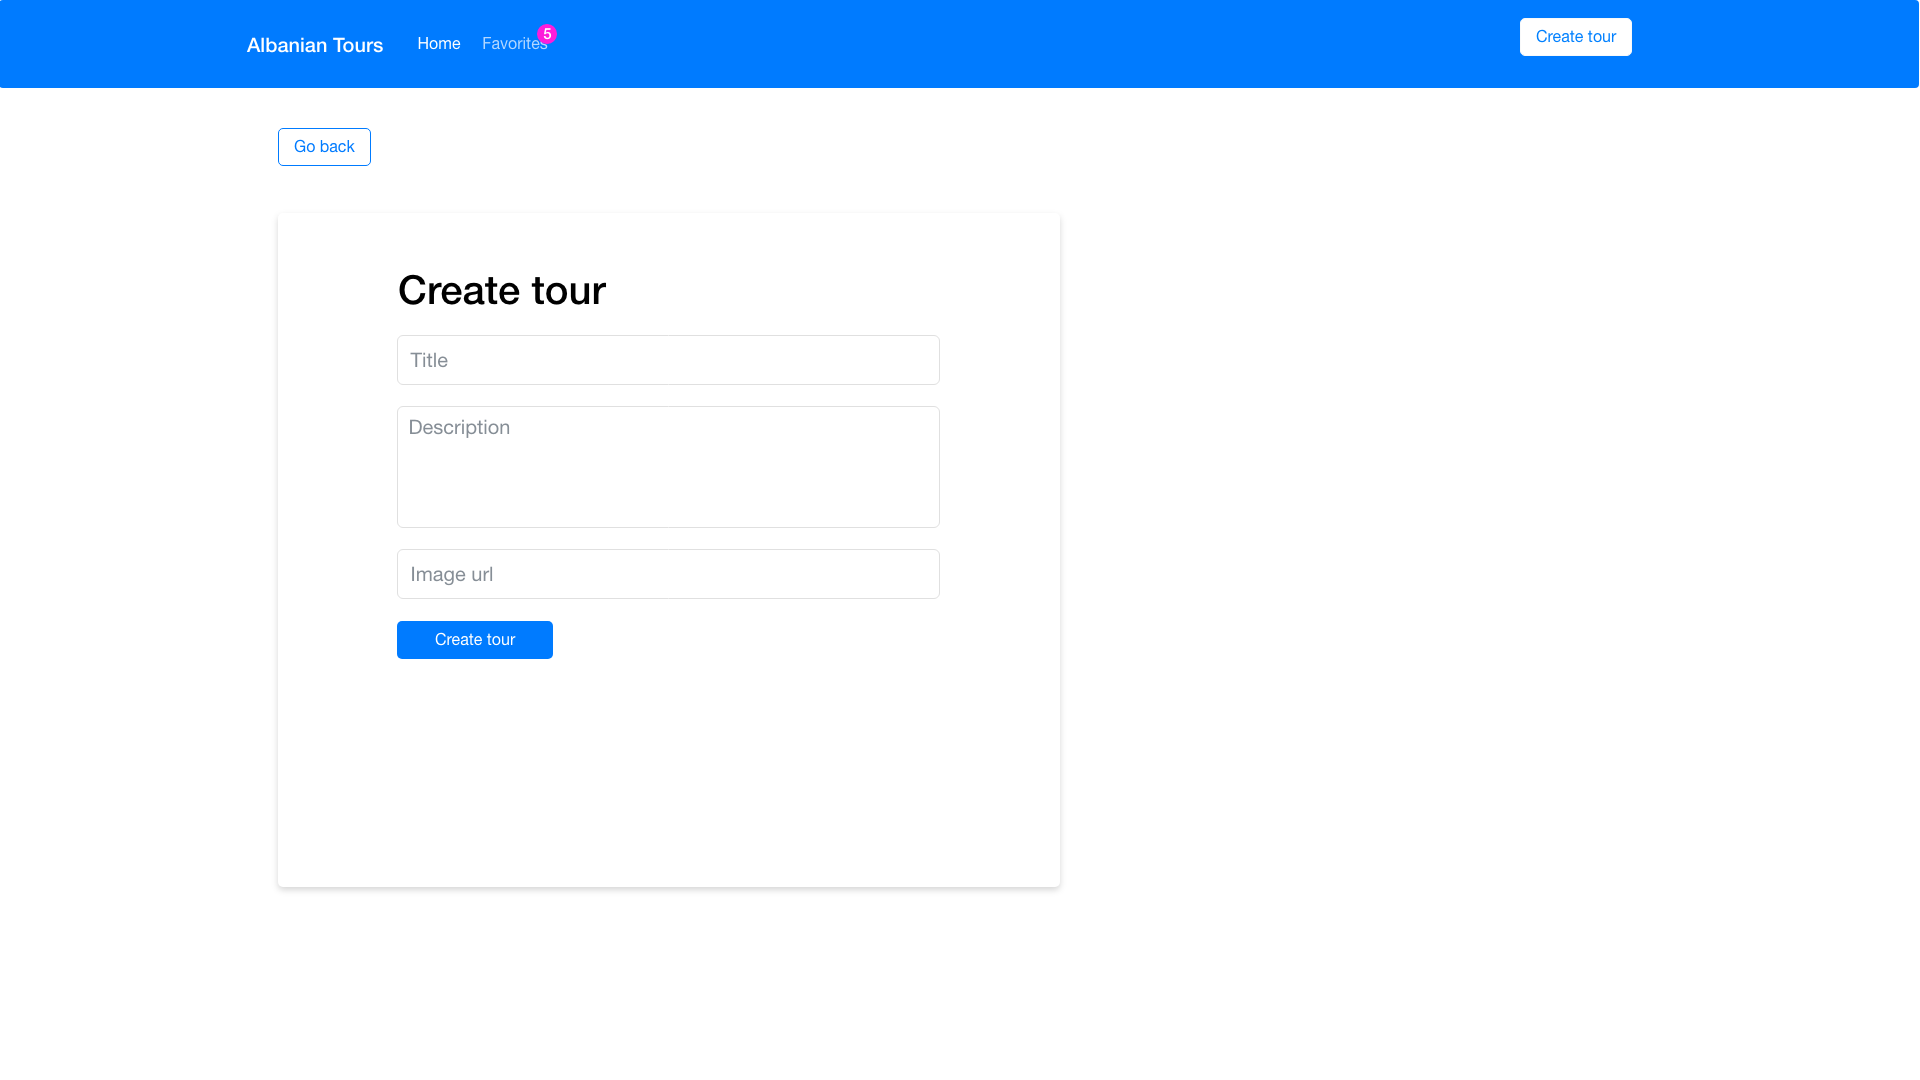 Albanian Tours
Home
Favorites
5
Create tour
Go back
Create tour
Title
Description
Image url
Create tour